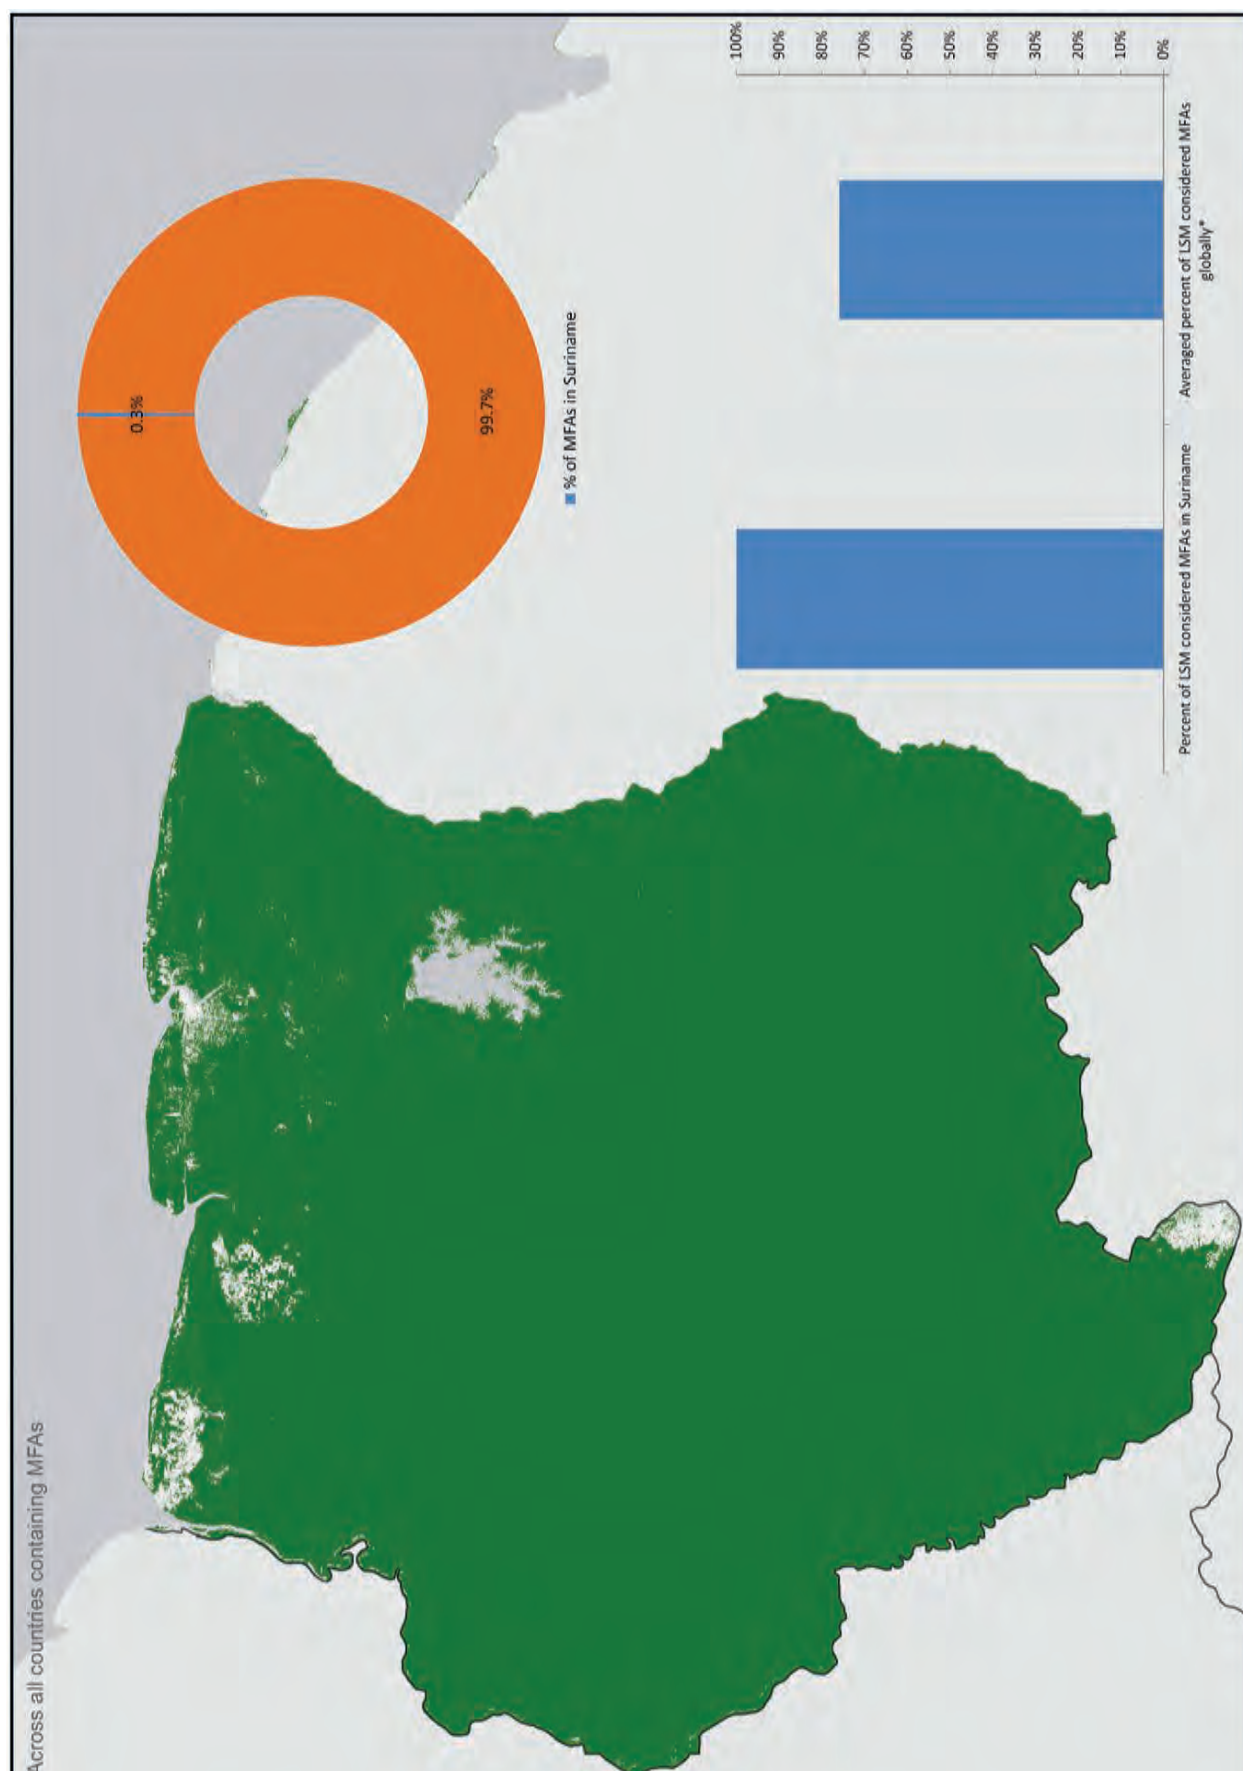 0.3%
99.7%
% of MFAs in Suriname
100%
90%
80%
70%
60%
50%
40%
30%
20%
10%
0%
Percent of LSM considered MFAs in Suriname
Averaged percent of LSM considered MFAs
globally*
Across all countries containing MFAs